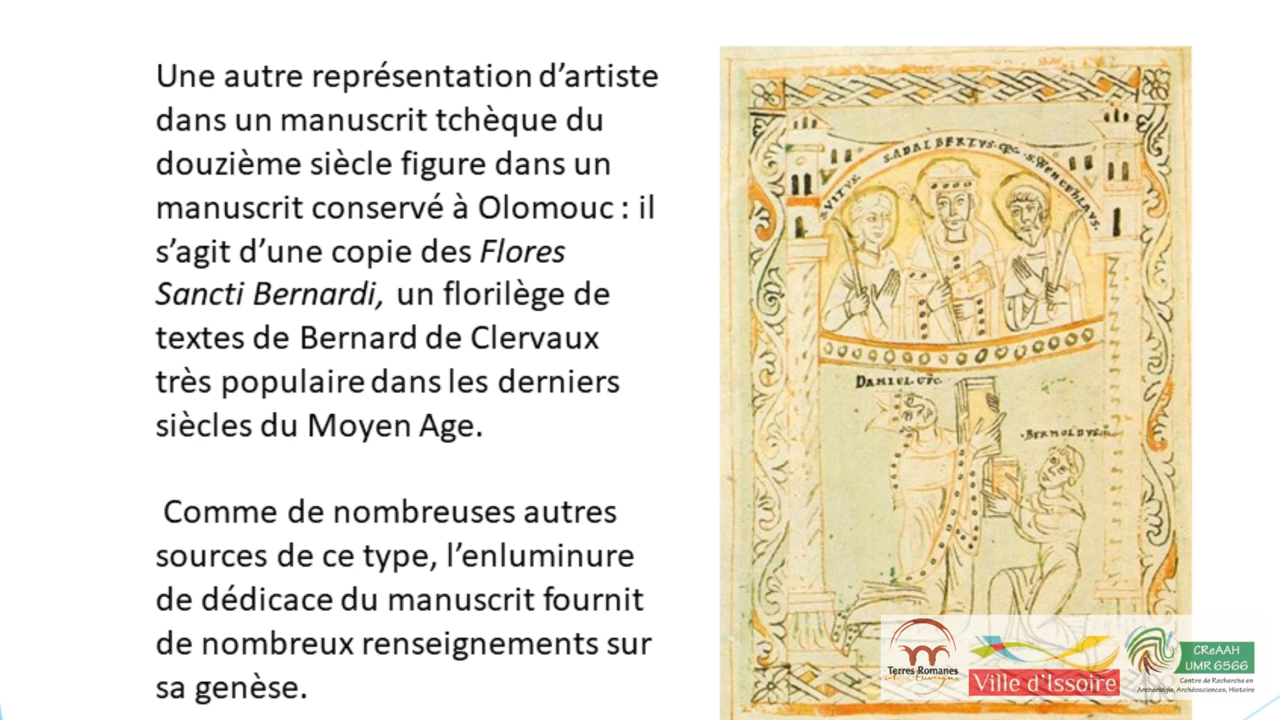 Une autre représentation d’artiste
dans un manuscrit tchèque du
douzième siècle figure dans un
manuscrit conservé à Olomouc : il
s’agit d’une copie des Flores
Sancti Bernardi, un florilège de
textes de Bernard de Clervaux
très populaire dans les derniers
siècles du Moyen Age.
Comme de nombreuses autres
sources de ce type, l’enluminure
de dédicace du manuscrit fournit
de nombreux renseignements sur
sa genèse.
S.VITVS. S.ADALBERTVS. S.WENCEZLAVS.
DANIEL
BERTOLDVS
Terres Romanes
d'Auvergne
Ville d’Issoire
CReAAH
UMR 6566
Centre de Recherche en
Archéologie, Archéosciences, Histoire